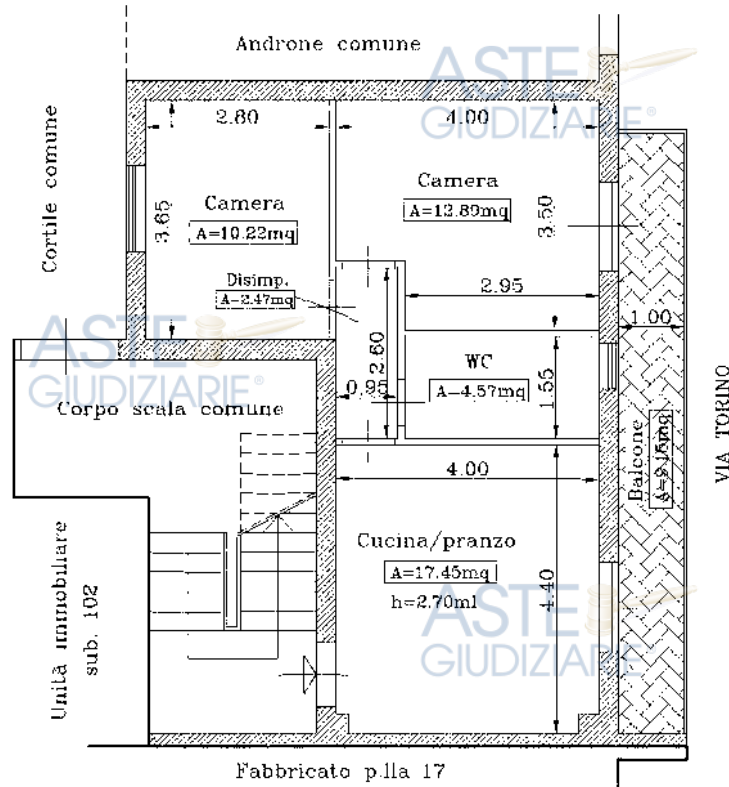 Androne comune
ASTE
GIUDIZIARIE®
2.80
4.00
Cortile comune
Camera
A=10.22mq
3.65
Camera
A=12.89mq
3.50
Disimp.
A=2.47mq
2.95
1.00
ASTE
GIUDIZIARIE®
Corpo scala comune
2.60
0.95
WC
A=4.57mq
1.55
Balcone
A=9.15mq
VIA TORINO
4.00
Cucina/pranzo
A=17.45mq
h=2.70ml
4.40
ASTE
GIUDIZIARIE®
Unità immobiliare
sub. 102
Fabbricato p.lla 17